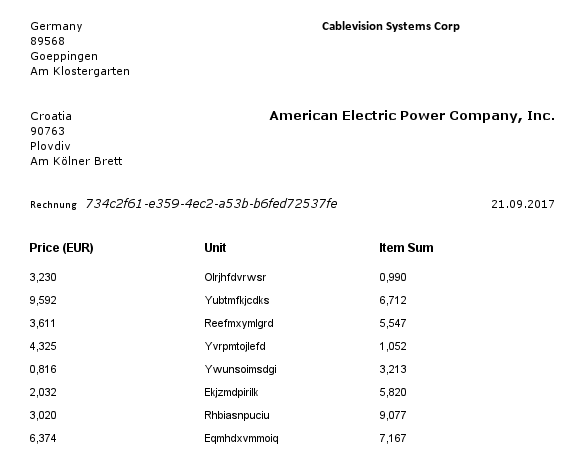 Germany
Cablevision Systems Corp
89568
Goeppingen
Am Klostergarten
Croatia
American Electric Power Company, Inc.
90763
Plovdiv
Am Kölner Brett
Rechnung 734c2f61-e359-4ec2-a53b-b6fed72537fe 21.09.2017
Price (EUR) Unit Item Sum
3,230 Olrjhfdvrwsr 0,990
9,592 Yubtmfkjcdks 6,712
3,611 Reefmxymlgrd 5,547
4,325 Yvrpmtojlefd 1,052
0,816 Ywunsoimsdgi 3,213
2,032 Ekjzmdpirilk 5,820
3,020 Rhbiasnpuciu 9,077
6,374 Eqmhdxvmmoiq 7,167